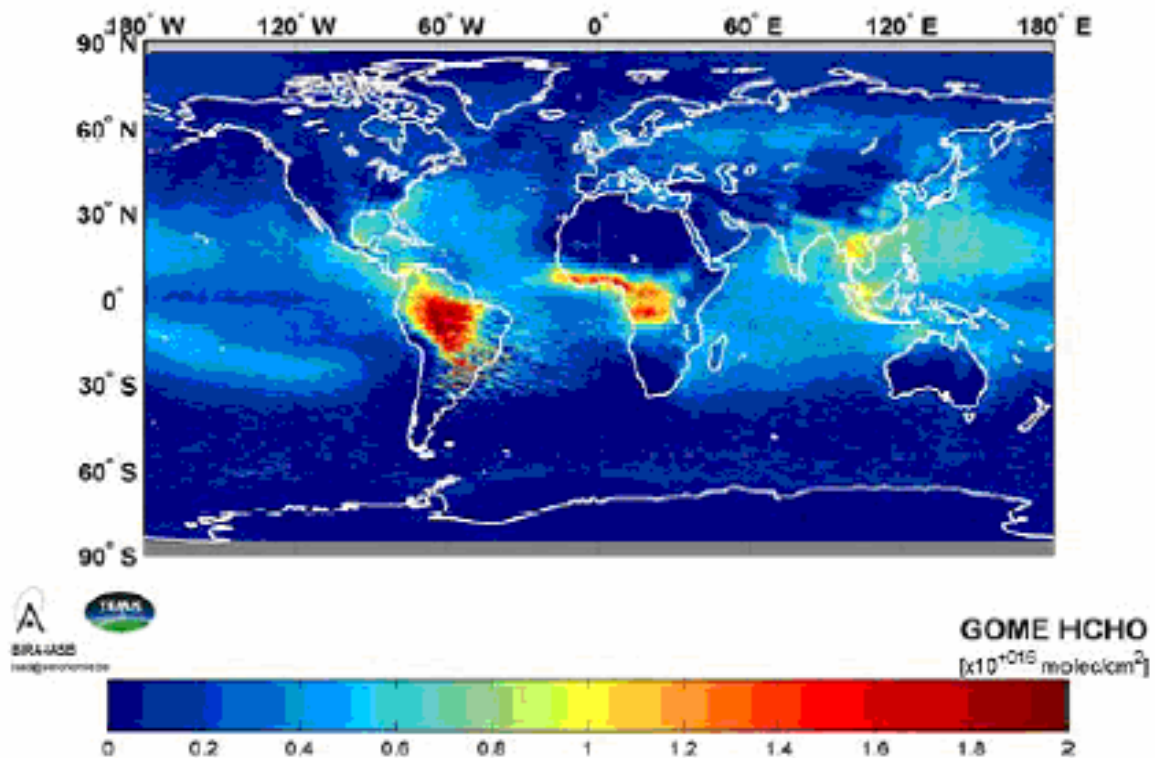 180° W 120° W 60° W 0° 60° E 120° E 180° E
90° N
60° N
30° N
0°
30° S
60° S
90° S
BIRA-IASB
GOME HCHO
[x10+016 molec/cm2]
0 0.2 0.4 0.6 0.8 1 1.2 1.4 1.6 1.8 2